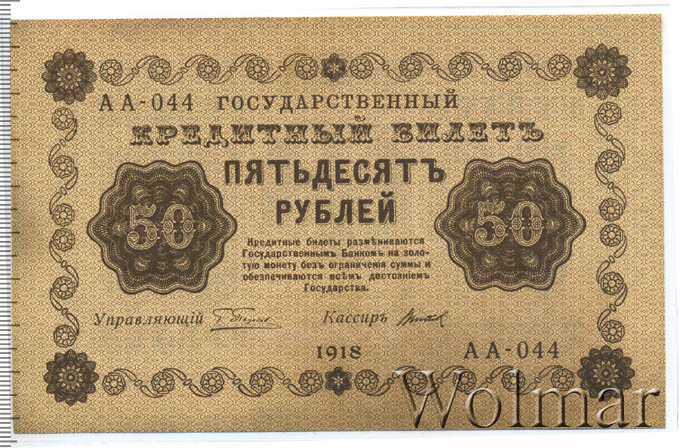 АА-044 ГОСУДАРСТВЕННЫЙ
КРЕДИТНЫЙ БИЛЕТЪ
ПЯТЬДЕСЯТЪ
РУБЛЕЙ
50
50
Кредитные билеты размѣниваются
Государственнымъ Банкомъ на золо-
тую монету безъ ограниченія суммы и
обезпечиваются всѣмъ достояніемъ
Государства.
Управляющій
Кассиръ
1918 АА-044
Wolmar